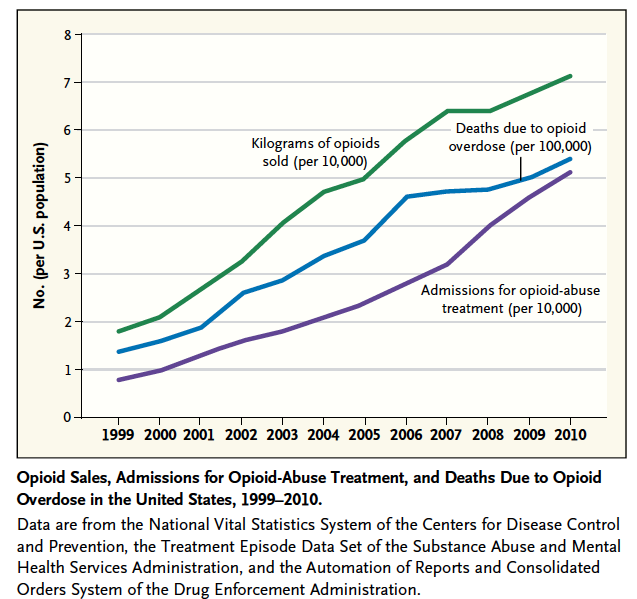 8
7
6
5
4
3
2
1
0
No. (per U.S. population)
Kilograms of opioids
sold (per 10,000)
Deaths due to opioid
overdose (per 100,000)
Admissions for opioid-abuse
treatment (per 10,000)
1999 2000 2001 2002 2003 2004 2005 2006 2007 2008 2009 2010
Opioid Sales, Admissions for Opioid-Abuse Treatment, and Deaths Due to Opioid
Overdose in the United States, 1999–2010.
Data are from the National Vital Statistics System of the Centers for Disease Control
and Prevention, the Treatment Episode Data Set of the Substance Abuse and Mental
Health Services Administration, and the Automation of Reports and Consolidated
Orders System of the Drug Enforcement Administration.